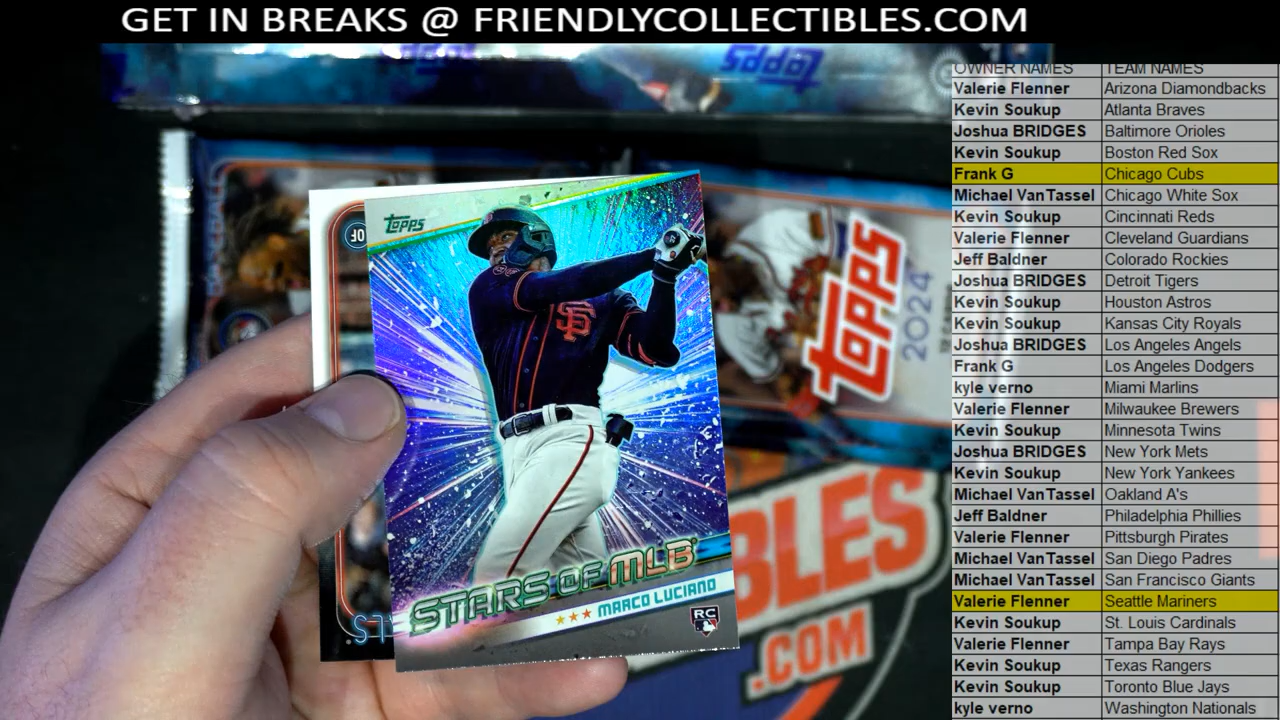 GET IN BREAKS @ FRIENDLYCOLLECTIBLES.COM
Topps
OWNER NAMES TEAM NAMES
Valerie Flenner Arizona Diamondbacks
Kevin Soukup Atlanta Braves
Joshua BRIDGES Baltimore Orioles
Kevin Soukup Boston Red Sox
Frank G Chicago Cubs
Michael VanTassel Chicago White Sox
Kevin Soukup Cincinnati Reds
Valerie Flenner Cleveland Guardians
Jeff Baldner Colorado Rockies
Joshua BRIDGES Detroit Tigers
Kevin Soukup Houston Astros
Kevin Soukup Kansas City Royals
Joshua BRIDGES Los Angeles Angels
Frank G Los Angeles Dodgers
kyle verno Miami Marlins
Valerie Flenner Milwaukee Brewers
Kevin Soukup Minnesota Twins
Joshua BRIDGES New York Mets
Kevin Soukup New York Yankees
Michael VanTassel Oakland A's
Jeff Baldner Philadelphia Phillies
Valerie Flenner Pittsburgh Pirates
Michael VanTassel San Diego Padres
Michael VanTassel San Francisco Giants
Valerie Flenner Seattle Mariners
Kevin Soukup St. Louis Cardinals
Valerie Flenner Tampa Bay Rays
Kevin Soukup Texas Rangers
Kevin Soukup Toronto Blue Jays
kyle verno Washington Nationals
Topps
OF
SF
STARS OF MLB
★★★ MARCO LUCIANO
RC
ST
Topps
2024
BLES
.COM